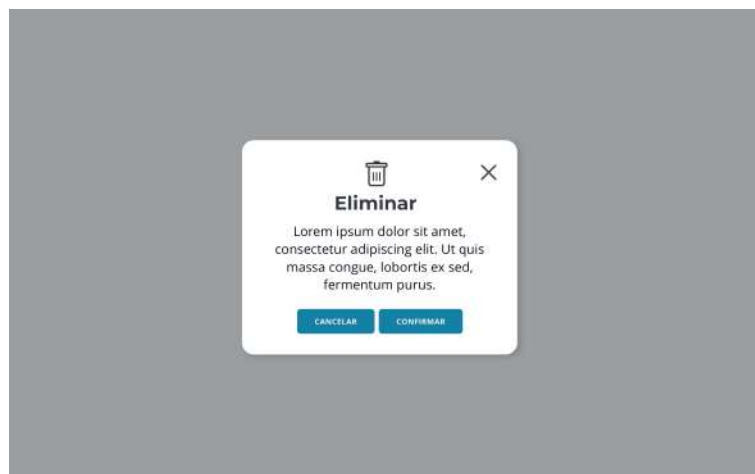 Eliminar
Lorem ipsum dolor sit amet,
consectetur adipiscing elit. Ut quis
massa congue, lobortis ex sed,
fermentum purus.
CANCELAR CONFIRMAR